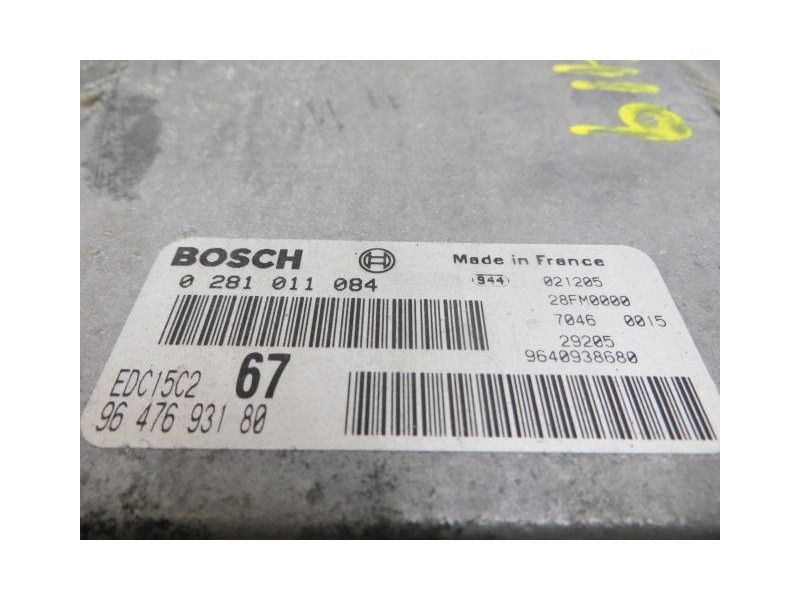 BOSCH
0 281 011 084
EDC15C2 67
96 476 931 80
Made in France
944 021205
28FM0000
7046 0015
29205
9640938680